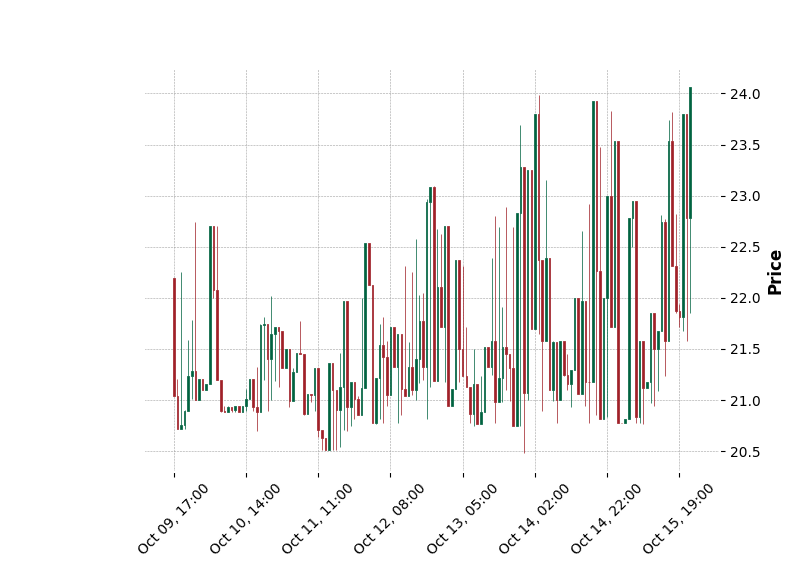 24.0
23.5
23.0
22.5
22.0
21.5
21.0
20.5
Price
Oct 09, 17:00
Oct 10, 14:00
Oct 11, 11:00
Oct 12, 08:00
Oct 13, 05:00
Oct 14, 02:00
Oct 14, 22:00
Oct 15, 19:00